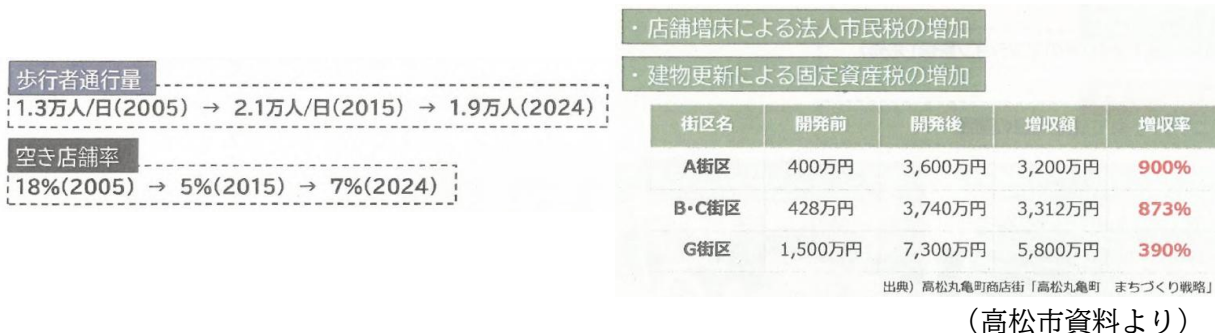 歩行者通行量
1.3万人/日(2005) → 2.1万人/日(2015) → 1.9万人(2024)
空き店舗率
18%(2005) → 5%(2015) → 7%(2024)
・店舗増床による法人市民税の増加
・建物更新による固定資産税の増加
街区名 開発前 開発後 増収額 増収率
A街区 400万円 3,600万円 3,200万円 900%
B・C街区 428万円 3,740万円 3,312万円 873%
G街区 1,500万円 7,300万円 5,800万円 390%
出典）高松丸亀町商店街「高松丸亀町 まちづくり戦略」
（高松市資料より）